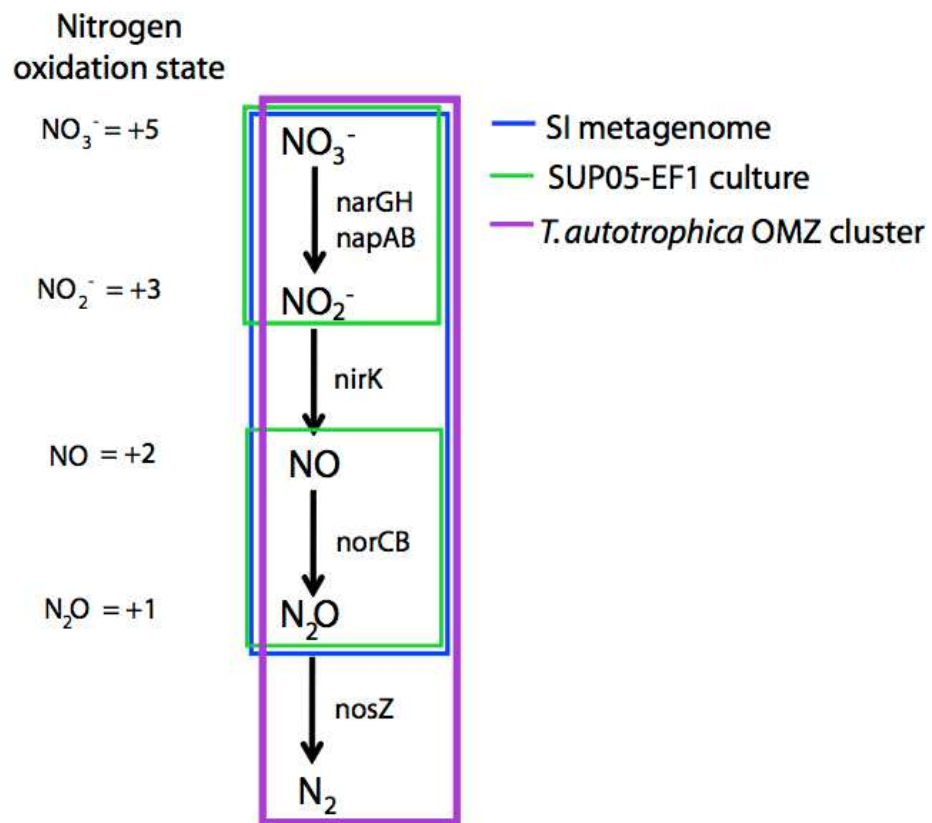 Nitrogen
oxidation state
NO₃⁻ = +5
NO₃⁻
SI metagenome
SUP05-EF1 culture
T. autotrophica OMZ cluster
narGH
napAB
NO₂⁻ = +3
NO₂⁻
nirK
NO = +2
NO
norCB
N₂O = +1
N₂O
nosZ
N₂